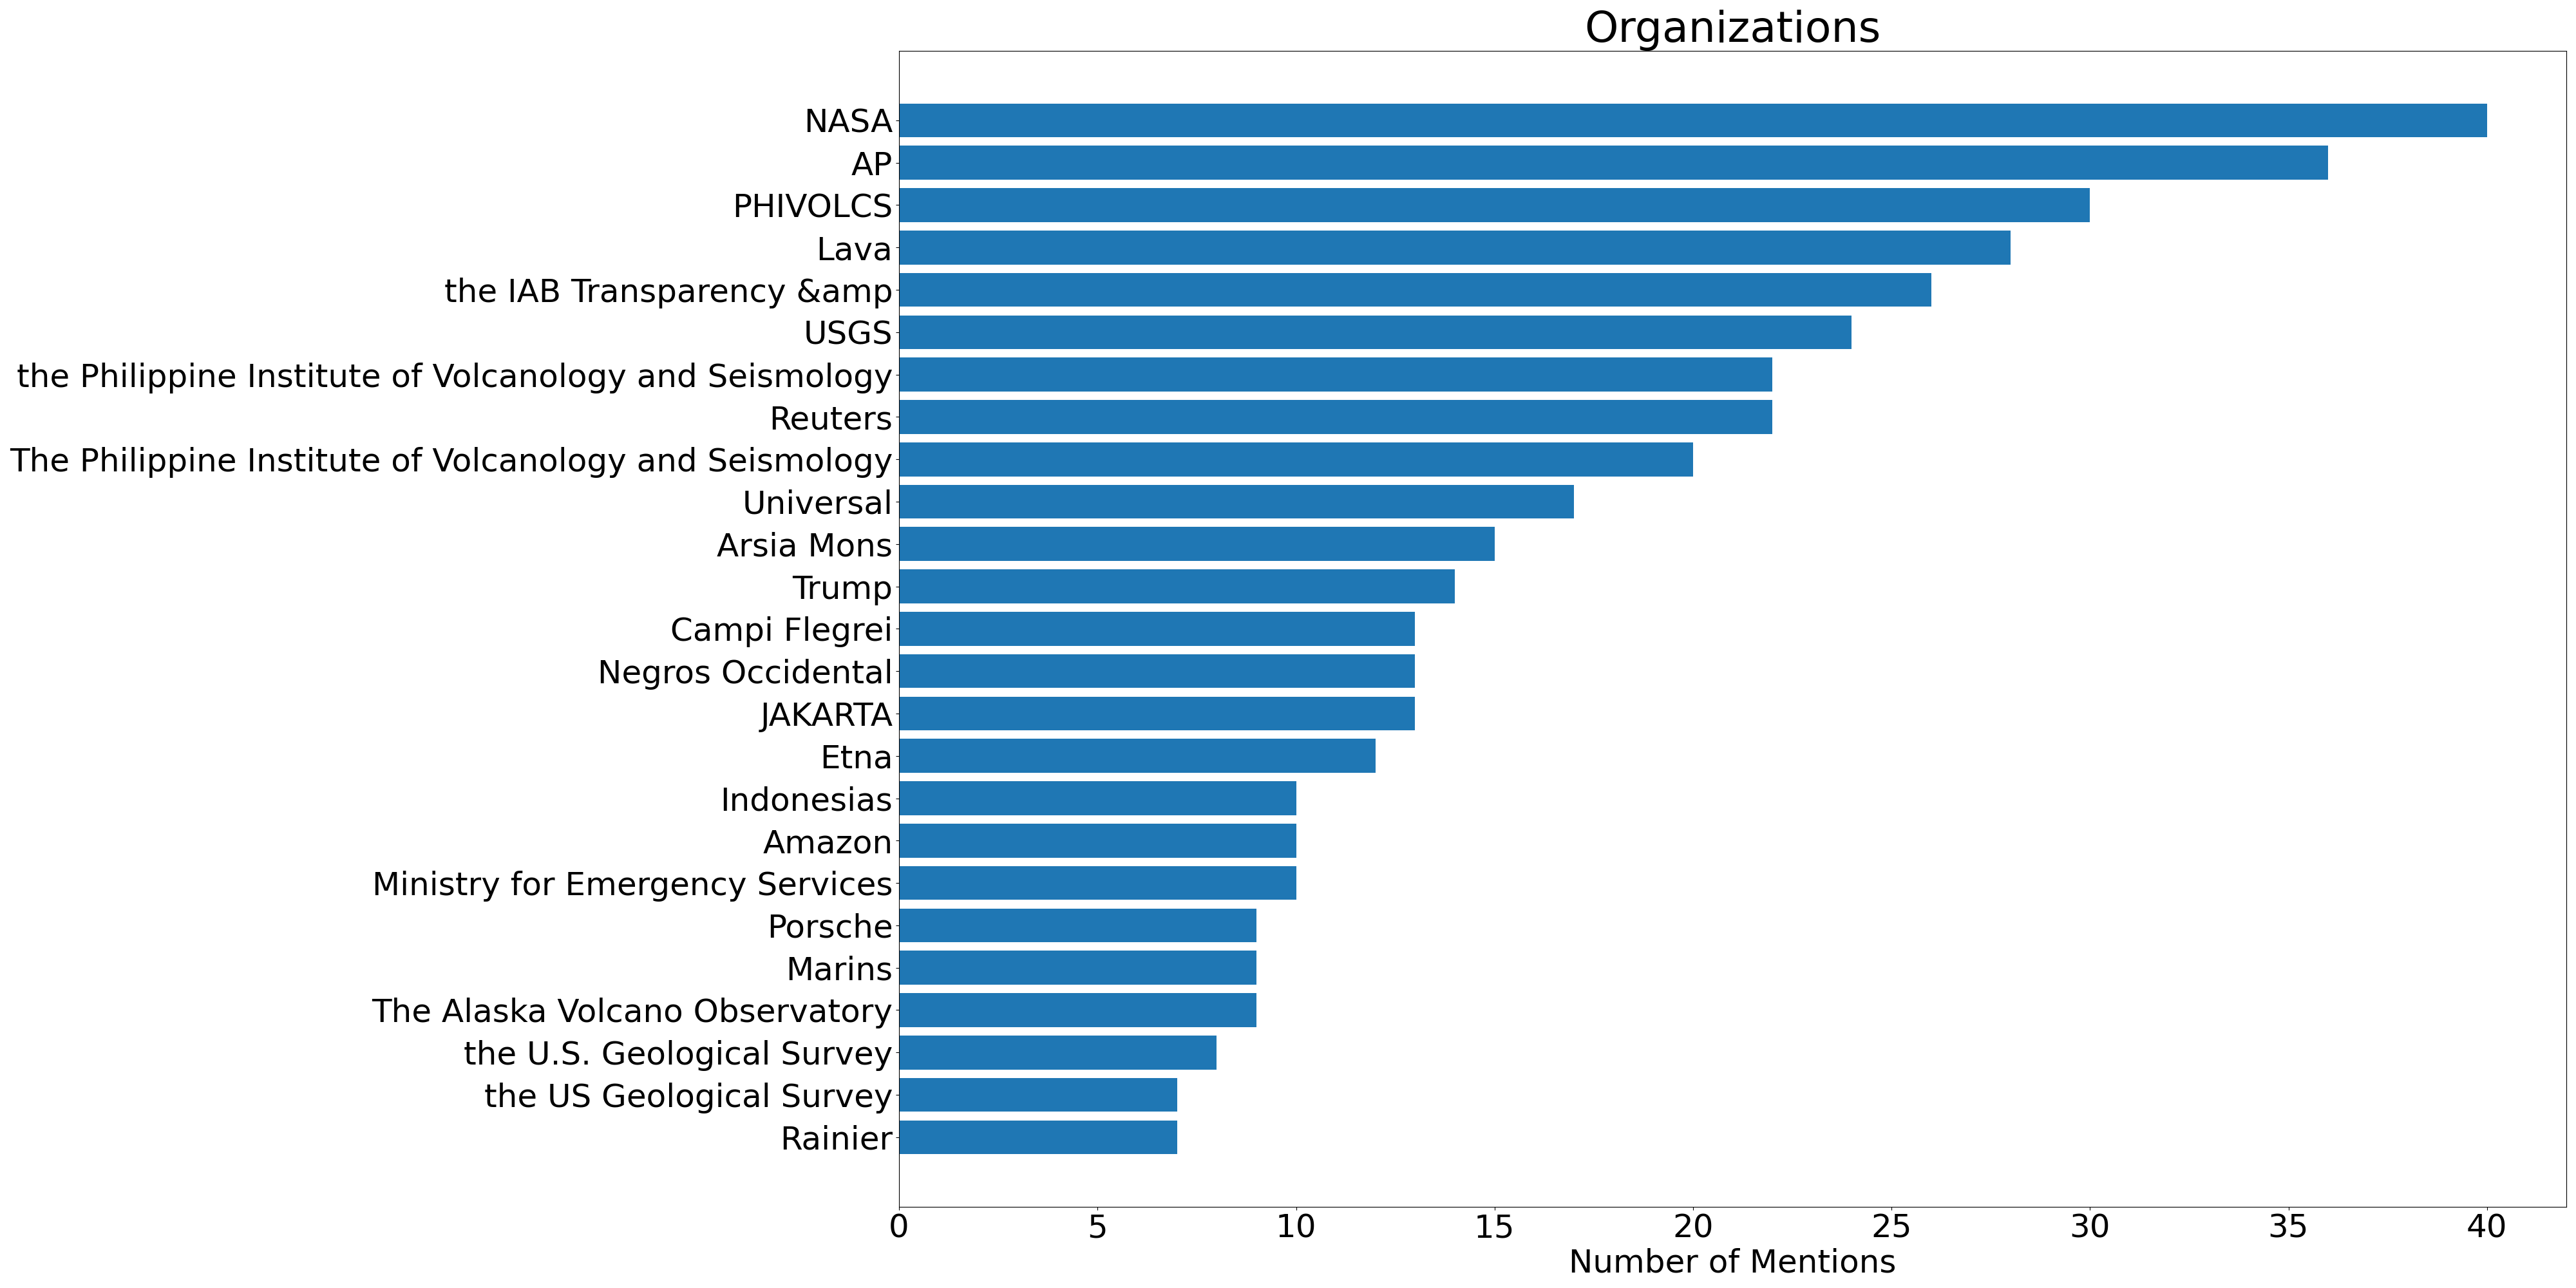 Organizations
NASA
AP
PHIVOLCS
Lava
the IAB Transparency &amp
USGS
the Philippine Institute of Volcanology and Seismology
Reuters
The Philippine Institute of Volcanology and Seismology
Universal
Arsia Mons
Trump
Campi Flegrei
Negros Occidental
JAKARTA
Etna
Indonesias
Amazon
Ministry for Emergency Services
Porsche
Marins
The Alaska Volcano Observatory
the U.S. Geological Survey
the US Geological Survey
Rainier
0 5 10 15 20 25 30 35 40
Number of Mentions